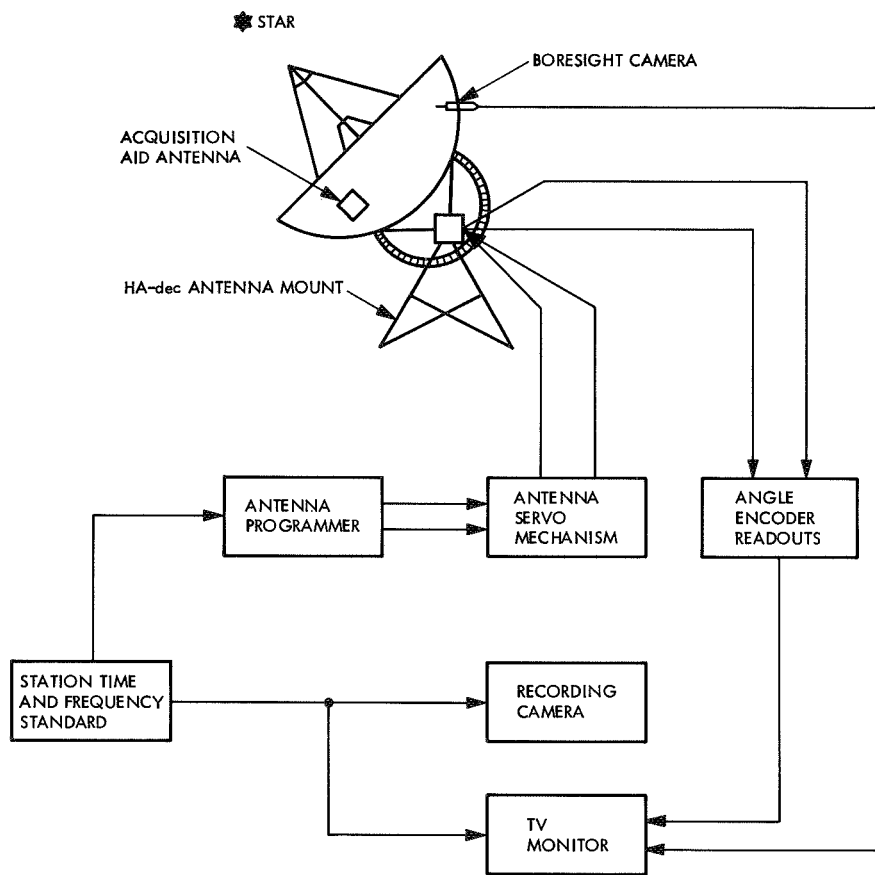 STAR
BORESIGHT CAMERA
ACQUISITION
AID ANTENNA
HA-dec ANTENNA MOUNT
ANTENNA
PROGRAMMER
ANTENNA
SERVO
MECHANISM
ANGLE
ENCODER
READOUTS
STATION TIME
AND FREQUENCY
STANDARD
RECORDING
CAMERA
TV
MONITOR